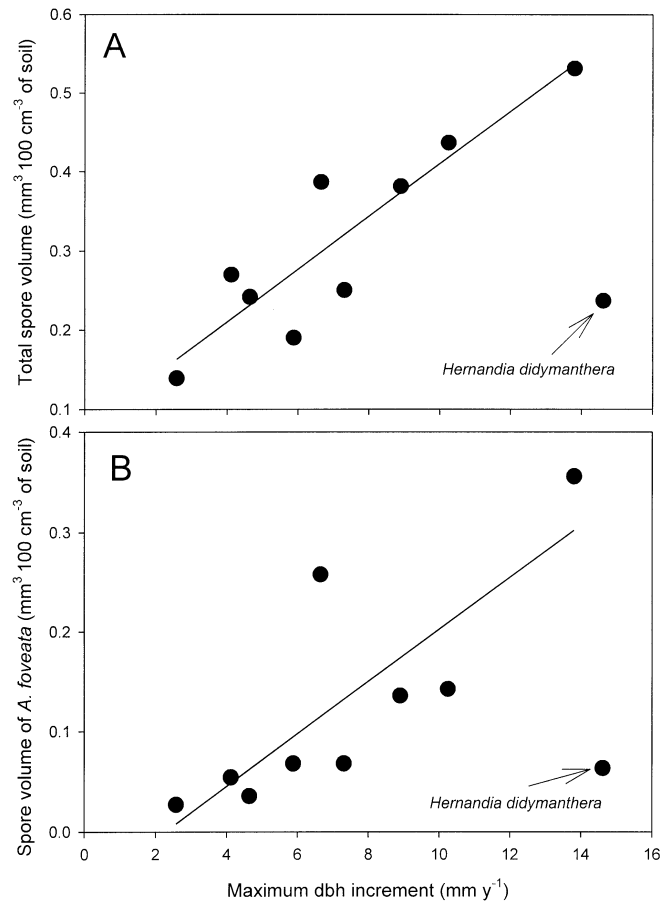 A
Total spore volume (mm³ 100 cm⁻³ of soil)
0.6
0.5
0.4
0.3
0.2
0.1
Hernandia didymanthera
B
Spore volume of A. foveata (mm³ 100 cm⁻³ of soil)
0.4
0.3
0.2
0.1
0.0
Hernandia didymanthera
0 2 4 6 8 10 12 14 16
Maximum dbh increment (mm y⁻¹)